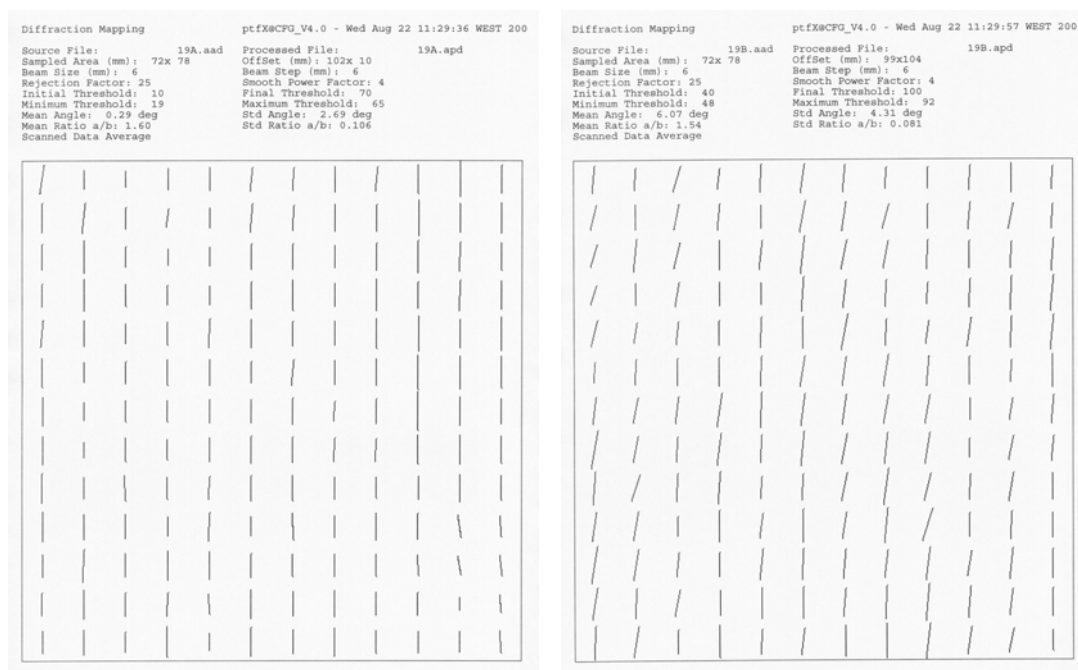 Diffraction Mapping ptfX@CFG_V4.0 - Wed Aug 22 11:29:36 WEST 200
Source File: 19A.aad Processed File: 19A.apd
Sampled Area (mm): 72x 78 OffSet (mm): 102x 10
Beam Size (mm): 6 Beam Step (mm): 6
Rejection Factor: 25 Smooth Power Factor: 4
Initial Threshold: 10 Final Threshold: 70
Minimum Threshold: 19 Maximum Threshold: 65
Mean Angle: 0.29 deg Std Angle: 2.69 deg
Mean Ratio a/b: 1.60 Std Ratio a/b: 0.106
Scanned Data Average
Diffraction Mapping ptfX@CFG_V4.0 - Wed Aug 22 11:29:57 WEST 200
Source File: 19B.aad Processed File: 19B.apd
Sampled Area (mm): 72x 78 OffSet (mm): 99x104
Beam Size (mm): 6 Beam Step (mm): 6
Rejection Factor: 25 Smooth Power Factor: 4
Initial Threshold: 40 Final Threshold: 100
Minimum Threshold: 48 Maximum Threshold: 92
Mean Angle: 6.07 deg Std Angle: 4.31 deg
Mean Ratio a/b: 1.54 Std Ratio a/b: 0.081
Scanned Data Average